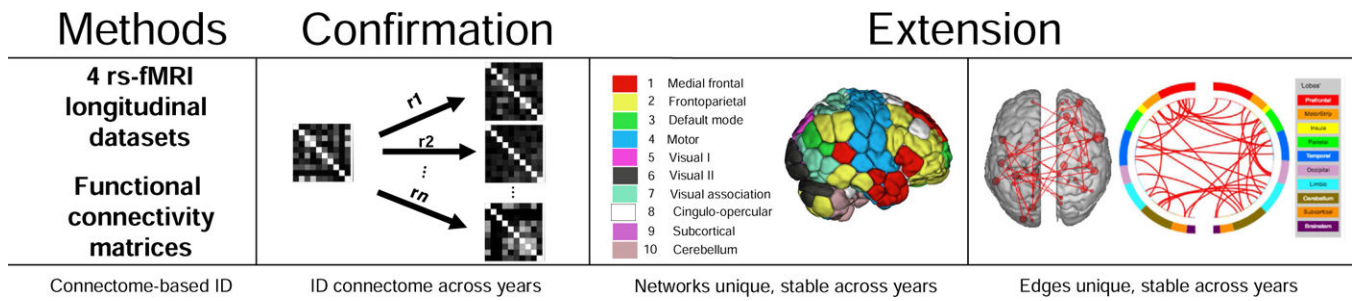 Methods
Confirmation
Extension
4 rs-fMRI
longitudinal
datasets
Functional
connectivity
matrices
r1
r2
⋮
rn
⋮
1 Medial frontal
2 Frontoparietal
3 Default mode
4 Motor
5 Visual I
6 Visual II
7 Visual association
8 Cingulo-opercular
9 Subcortical
10 Cerebellum
'Lobes'
Prefrontal
MotorStrip
Insula
Parietal
Temporal
Occipital
Limbic
Cerebellum
Subcortical
Brainstem
Connectome-based ID
ID connectome across years
Networks unique, stable across years
Edges unique, stable across years